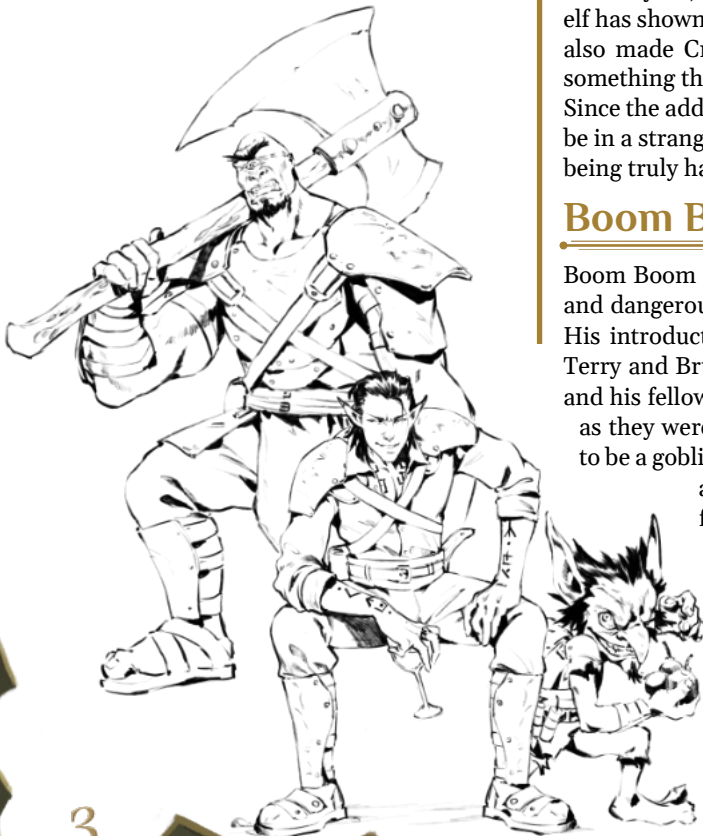 elf has shown
also made Cr
something th
Since the add
be in a strang
being truly ha
Boom B
Boom Boom
and dangerou
His introduct
Terry and Br
and his fellow
as they were
to be a gobli
a
f
3